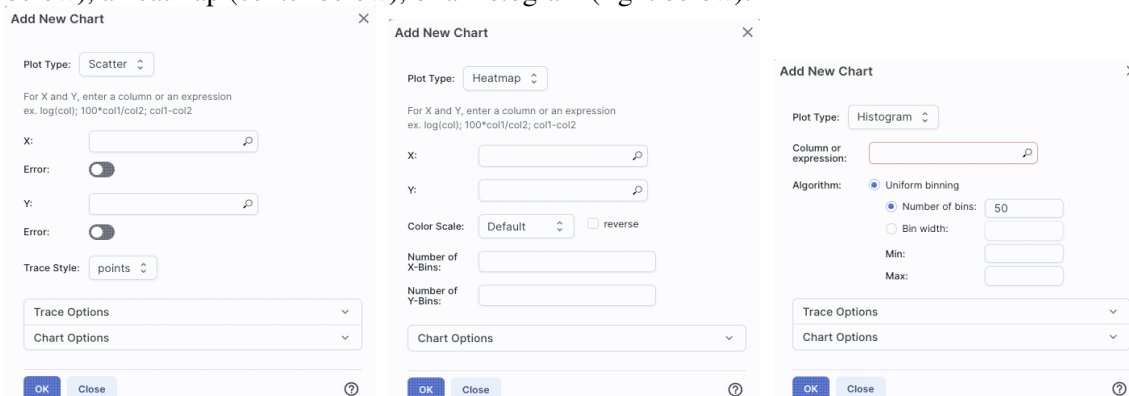 Add New Chart
Plot Type: Scatter
For X and Y, enter a column or an expression
ex. log(col); 100*col1/col2; col1-col2
X:
Error:
Y:
Error:
Trace Style: points
Trace Options
Chart Options
OK Close
Add New Chart
Plot Type: Heatmap
For X and Y, enter a column or an expression
ex. log(col); 100*col1/col2; col1-col2
X:
Y:
Color Scale: Default reverse
Number of
X-Bins:
Number of
Y-Bins:
Chart Options
OK Close
Add New Chart
Plot Type: Histogram
Column or
expression:
Algorithm: Uniform binning
Number of bins: 50
Bin width:
Min:
Max:
Trace Options
Chart Options
OK Close